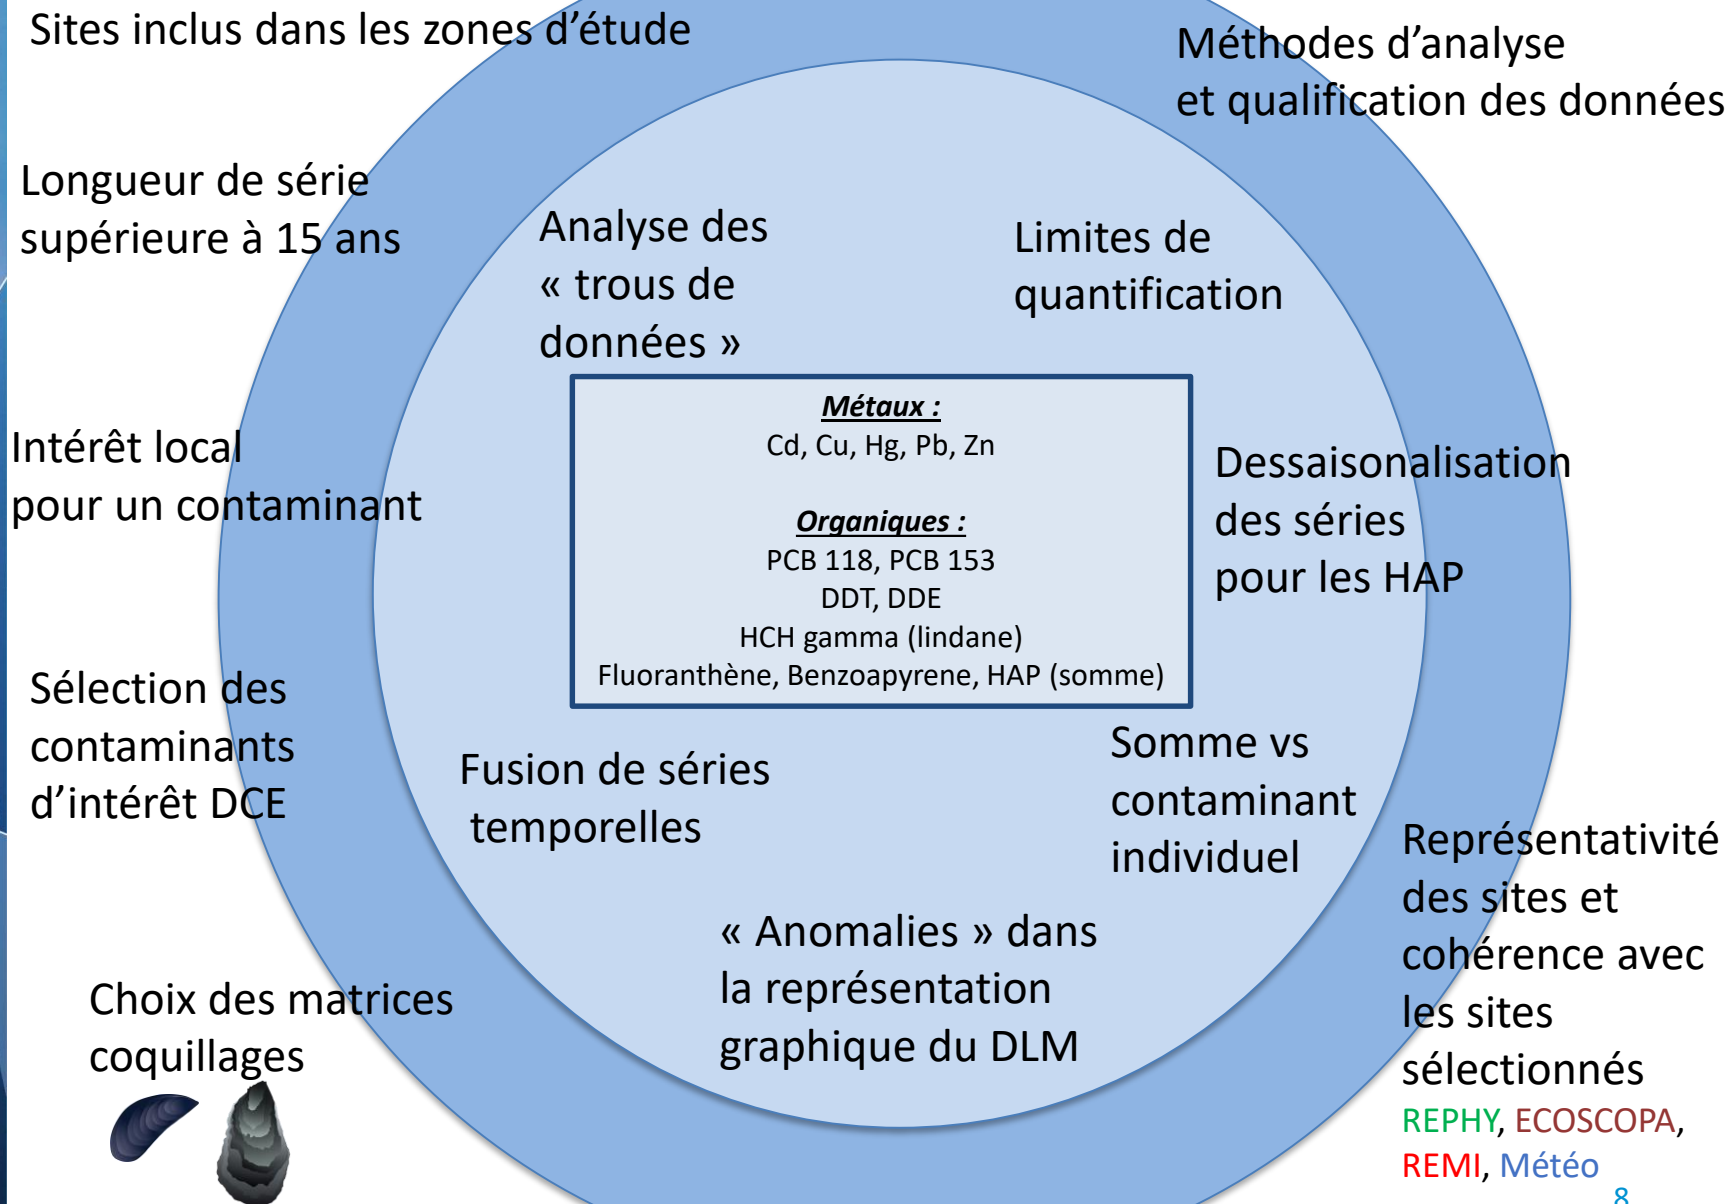 Sites inclus dans les zones d’étude
Méthodes d’analyse
et qualification des données
Longueur de série
supérieure à 15 ans
Analyse des
« trous de
données »
Limites de
quantification
Métaux :
Cd, Cu, Hg, Pb, Zn
Organiques :
PCB 118, PCB 153
DDT, DDE
HCH gamma (lindane)
Fluoranthène, Benzoapyrene, HAP (somme)
Intérêt local
pour un contaminant
Dessaisonalisation
des séries
pour les HAP
Sélection des
contaminants
d’intérêt DCE
Fusion de séries
temporelles
Somme vs
contaminant
individuel
« Anomalies » dans
la représentation
graphique du DLM
Représentativité
des sites et
cohérence avec
les sites
sélectionnés
REPHY, ECOSCOPA,
REMI, Météo
Choix des matrices
coquillages
8